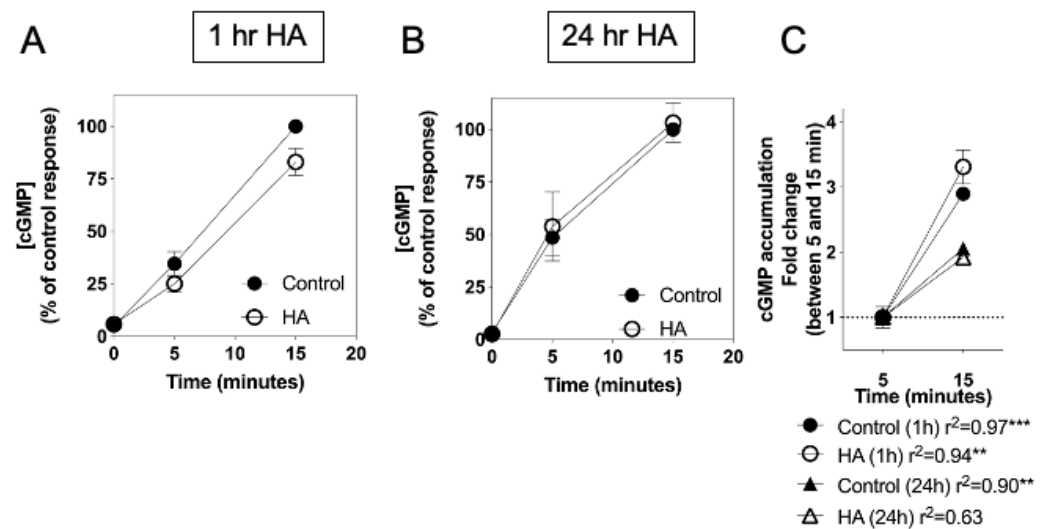 A
1 hr HA
[cGMP]
(% of control response)
100
75
50
25
0
0
5
10
15
20
Time (minutes)
Control
HA
B
24 hr HA
[cGMP]
(% of control response)
100
75
50
25
0
0
5
10
15
20
Time (minutes)
Control
HA
C
cGMP accumulation
Fold change
(between 5 and 15 min)
4
3
2
1
5
15
Time (minutes)
Control (1h) r²=0.97***
HA (1h) r²=0.94**
Control (24h) r²=0.90**
HA (24h) r²=0.63